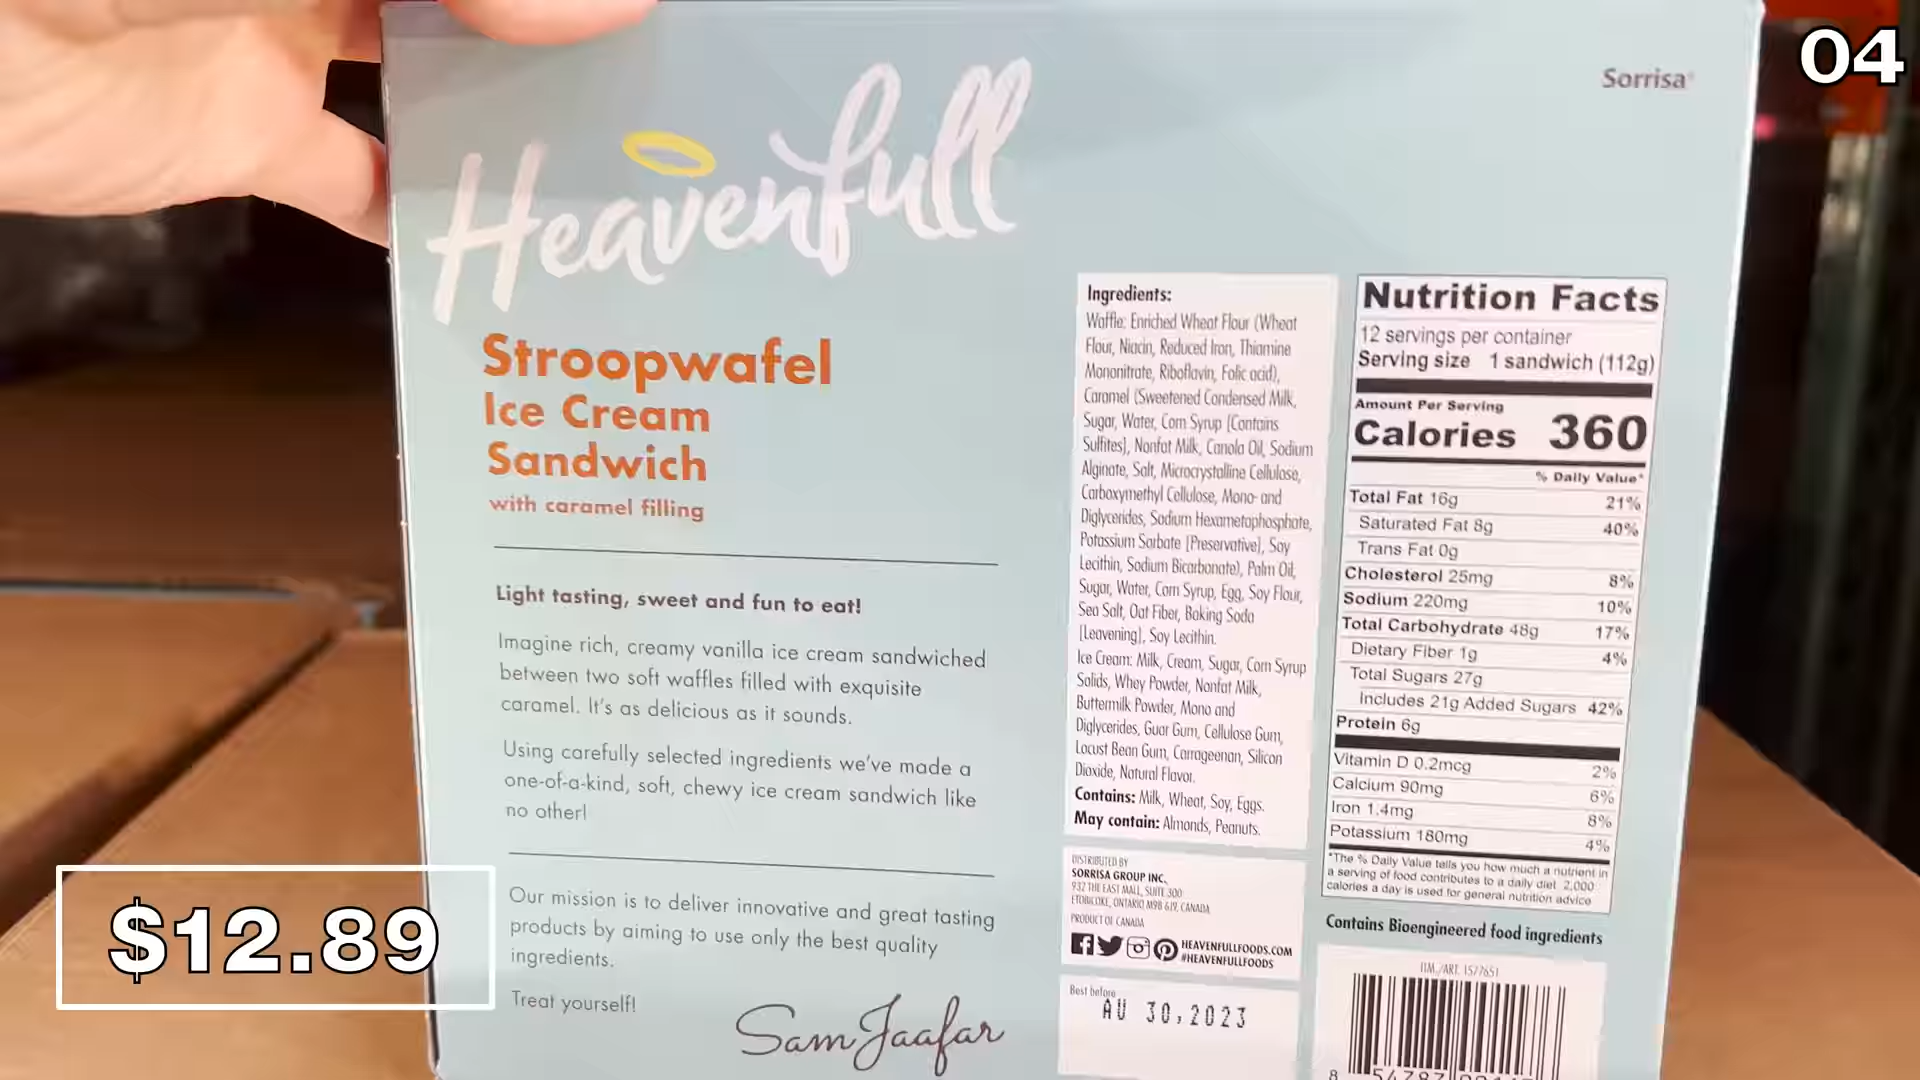 04
Sorrisa
Heavenfull
Stroopwafel
Ice Cream
Sandwich
with caramel filling
Light tasting, sweet and fun to eat!
Imagine rich, creamy vanilla ice cream sandwiched
between two soft waffles filled with exquisite
caramel. It's as delicious as it sounds.
Using carefully selected ingredients we've made a
one-of-a-kind, soft, chewy ice cream sandwich like
no other!
Our mission is to deliver innovative and great tasting
products by aiming to use only the best quality
ingredients.
Treat yourself!
Sam Jaafar
$12.89
Ingredients:
Waffle: Enriched Wheat Flour (Wheat
Flour, Niacin, Reduced Iron, Thiamine
Mononitrate, Riboflavin, Folic acid),
Caramel (Sweetened Condensed Milk,
Sugar, Water, Corn Syrup [Contains
Sulfites], Nonfat Milk, Canola Oil, Sodium
Alginate, Salt, Microcrystalline Cellulose,
Carboxymethyl Cellulose, Mono- and
Diglycerides, Sodium Hexametaphosphate,
Potassium Sorbate [Preservative], Soy
Lecithin, Sodium Bicarbonate), Palm Oil,
Sugar, Water, Corn Syrup, Egg, Soy Flour,
Sea Salt, Oat Fiber, Baking Soda
[Leavening], Soy Lecithin.
Ice Cream: Milk, Cream, Sugar, Corn Syrup
Solids, Whey Powder, Nonfat Milk,
Buttermilk Powder, Mono and
Diglycerides, Guar Gum, Cellulose Gum,
Locust Bean Gum, Carrageenan, Silicon
Dioxide, Natural Flavor.
Contains: Milk, Wheat, Soy, Eggs.
May contain: Almonds, Peanuts.
DISTRIBUTED BY
SORRISA GROUP INC.
937 THE EAST MALL, SUITE 300
ETOBICOKE, ONTARIO M9B 6J9, CANADA
PRODUCT OF CANADA
HEAVENFULLFOODS.COM
#HEAVENFULLFOODS
Best before
AU 30,2023
Nutrition Facts
12 servings per container
Serving size 1 sandwich (112g)
Amount Per Serving
Calories 360
% Daily Value*
Total Fat 16g 21%
Saturated Fat 8g 40%
Trans Fat 0g
Cholesterol 25mg 8%
Sodium 220mg 10%
Total Carbohydrate 48g 17%
Dietary Fiber 1g 4%
Total Sugars 27g
Includes 21g Added Sugars 42%
Protein 6g
Vitamin D 0.2mcg 2%
Calcium 90mg 6%
Iron 1.4mg 8%
Potassium 180mg 4%
*The % Daily Value tells you how much a nutrient in
a serving of food contributes to a daily diet. 2,000
calories a day is used for general nutrition advice
Contains Bioengineered food ingredients
ITM./ART. 1577651